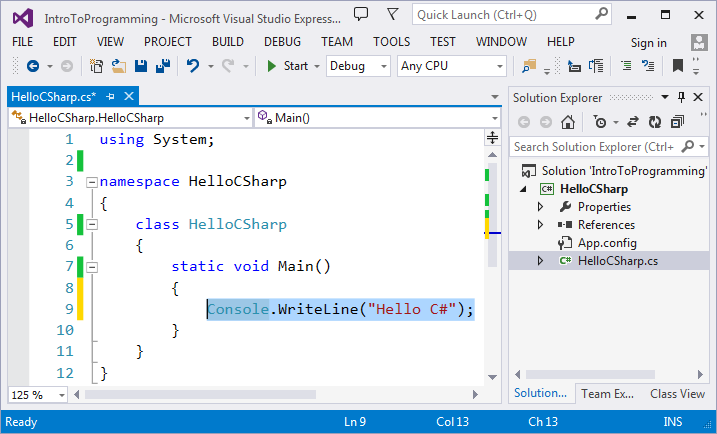 IntroToProgramming - Microsoft Visual Studio Express...
Quick Launch (Ctrl+Q)
FILE EDIT VIEW PROJECT BUILD DEBUG TEAM TOOLS TEST WINDOW HELP Sign in
Start Debug Any CPU
HelloCSharp.cs*
HelloCSharp.HelloCSharp Main()
1 using System;
2
3 namespace HelloCSharp
4 {
5 class HelloCSharp
6 {
7 static void Main()
8 {
9 Console.WriteLine("Hello C#");
10 }
11 }
12 }
125 %
Solution Explorer
Search Solution Explorer (Ctrl+
Solution 'IntroToProgramming'
C# HelloCSharp
Properties
References
App.config
C# HelloCSharp.cs
Solution... Team Ex... Class View
Ready Ln 9 Col 13 Ch 13 INS